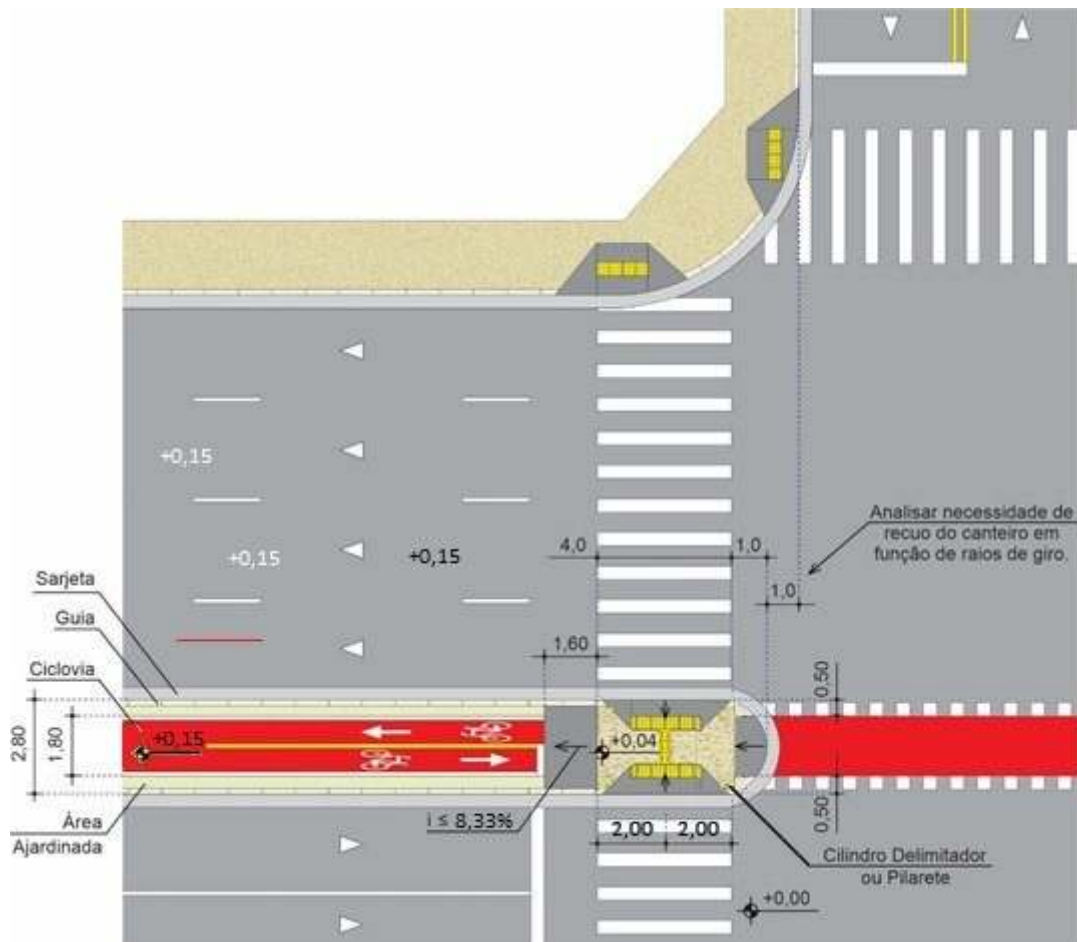 +0,15
+0,15
+0,15
4,0
1,0
Analisar necessidade de
recuo do canteiro em
função de raios de giro.
1,0
Sarjeta
Guia
1,60
Ciclovia
0,50
2,80
1,80
+0,15
+0,04
Área
Ajardinada
i ≤ 8,33%
2,00
2,00
0,50
Cilindro Delimitador
ou Pilarete
+0,00